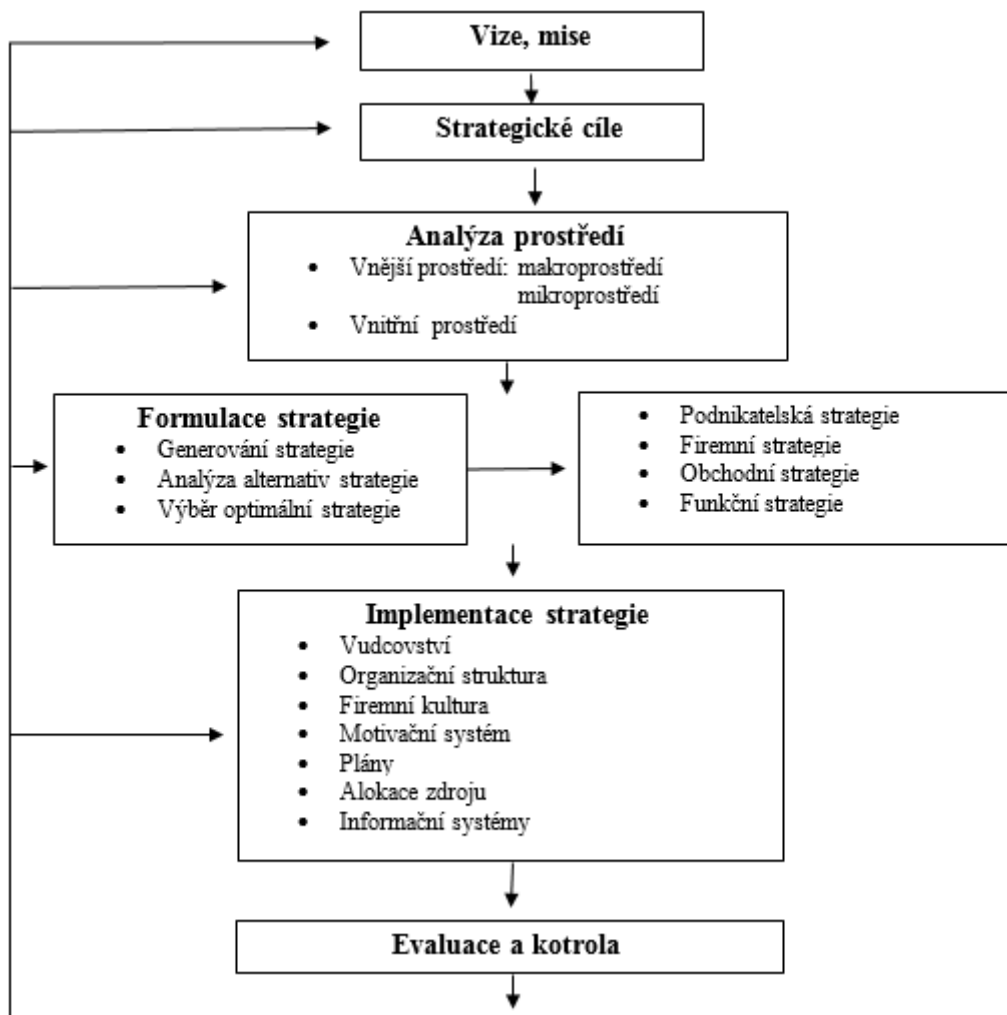 Vize, mise
Strategické cíle
Analýza prostředí
• Vnější prostředí: makroprostředí
mikroprostředí
• Vnitřní prostředí
Formulace strategie
• Generování strategie
• Analýza alternativ strategie
• Výběr optimální strategie
• Podnikatelská strategie
• Firemní strategie
• Obchodní strategie
• Funkční strategie
Implementace strategie
• Vudcovství
• Organizační struktura
• Firemní kultura
• Motivační systém
• Plány
• Alokace zdroju
• Informační systémy
Evaluace a kotrola